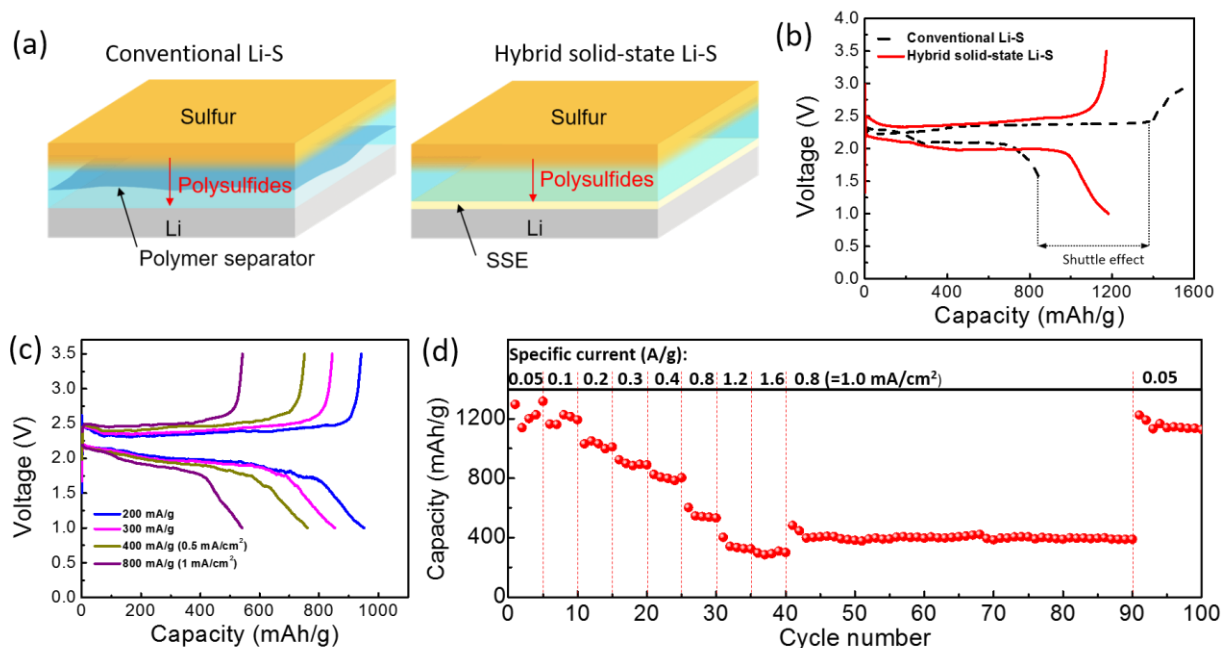 (a)
Conventional Li-S
Hybrid solid-state Li-S
Sulfur
Polysulfides
Li
Polymer separator
Sulfur
Polysulfides
Li
SSE
(b)
Conventional Li-S
Hybrid solid-state Li-S
Shuttle effect
Voltage (V)
3.5
3.0
2.5
2.0
1.5
1.0
0.5
0.0
0 400 800 1200 1600
Capacity (mAh/g)
(c)
Voltage (V)
3.5
3.0
2.5
2.0
1.5
1.0
0.5
0.0
200 mA/g
300 mA/g
400 mA/g (0.5 mA/cm²)
800 mA/g (1 mA/cm²)
0 200 400 600 800 1000
Capacity (mAh/g)
(d)
Specific current (A/g):
0.05 0.1 0.2 0.3 0.4 0.8 1.2 1.6 0.8 (=1.0 mA/cm²) 0.05
Capacity (mAh/g)
1200
800
400
0
0 10 20 30 40 50 60 70 80 90 100
Cycle number